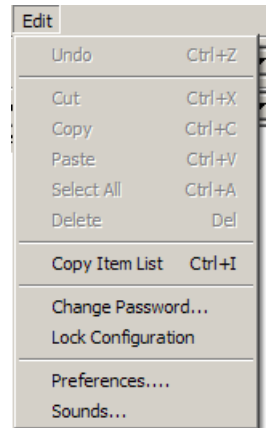 Edit
Undo Ctrl+Z
Cut Ctrl+X
Copy Ctrl+C
Paste Ctrl+V
Select All Ctrl+A
Delete Del
Copy Item List Ctrl+I
Change Password...
Lock Configuration
Preferences....
Sounds...